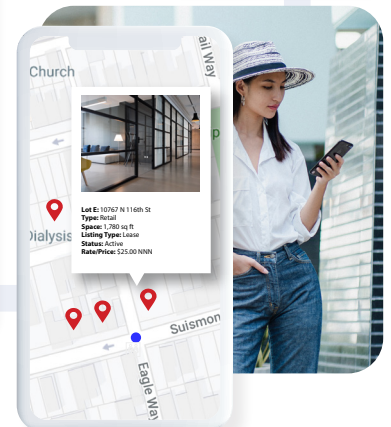 ail Way
Church
Lot E: 10767 N 116th St
Type: Retail
Space: 1,780 sq ft
Listing Type: Lease
Status: Active
Rate/Price: $25.00 NNN
Dialysis
Suismon
Eagle Way